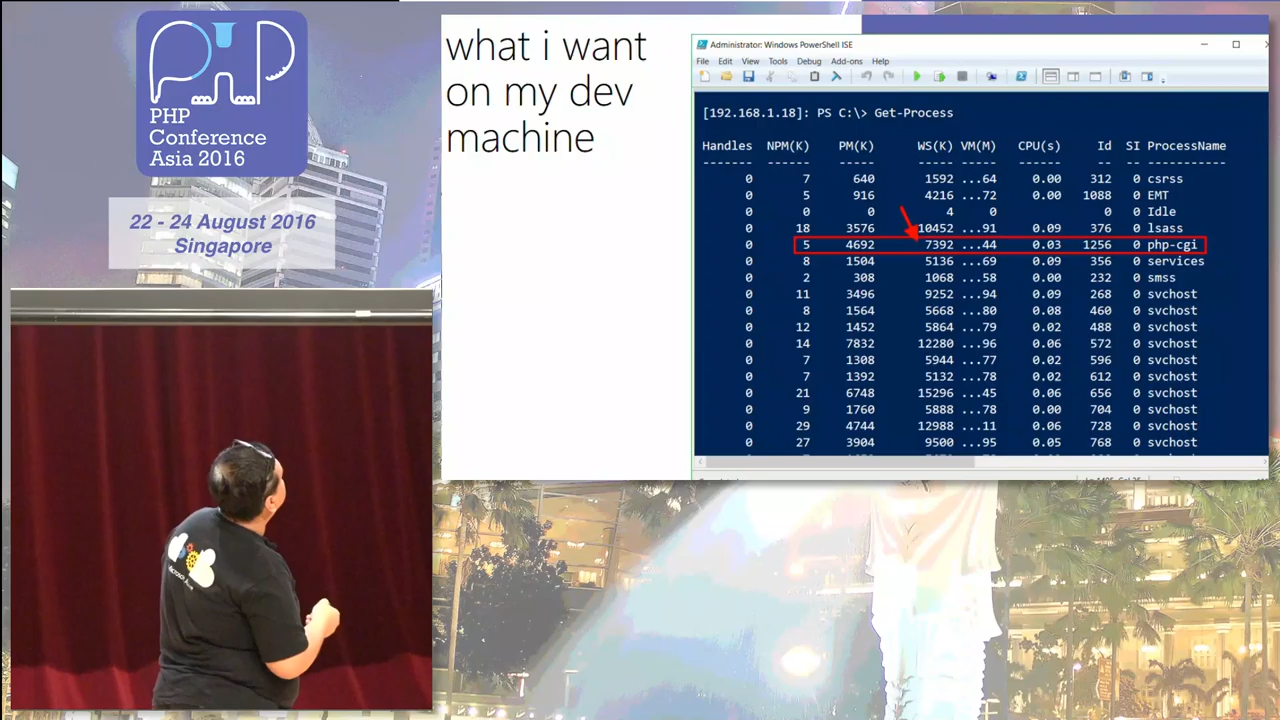 PHP
PHP
Conference
Asia 2016
22 - 24 August 2016
Singapore
what i want
on my dev
machine
Administrator: Windows PowerShell ISE
File Edit View Tools Debug Add-ons Help
[192.168.1.18]: PS C:\> Get-Process
Handles NPM(K) PM(K) WS(K) VM(M) CPU(s) Id SI ProcessName
------- ------ ----- ----- ----- ------ -- -- -----------
0 7 640 1592 ...64 0.00 312 0 csrss
0 5 916 4216 ...72 0.00 1088 0 EMT
0 0 0 4 0 0 0 Idle
0 18 3576 10452 ...91 0.09 376 0 lsass
0 5 4692 7392 ...44 0.03 1256 0 php-cgi
0 8 1504 5136 ...69 0.09 356 0 services
0 2 308 1068 ...58 0.00 232 0 smss
0 11 3496 9252 ...94 0.09 268 0 svchost
0 8 1564 5668 ...80 0.08 460 0 svchost
0 12 1452 5864 ...79 0.02 488 0 svchost
0 14 7832 12280 ...96 0.06 572 0 svchost
0 7 1308 5944 ...77 0.02 596 0 svchost
0 7 1392 5132 ...78 0.02 612 0 svchost
0 21 6748 15296 ...45 0.06 656 0 svchost
0 9 1760 5888 ...78 0.00 704 0 svchost
0 29 4744 12988 ...11 0.06 728 0 svchost
0 27 3904 9500 ...95 0.05 768 0 svchost